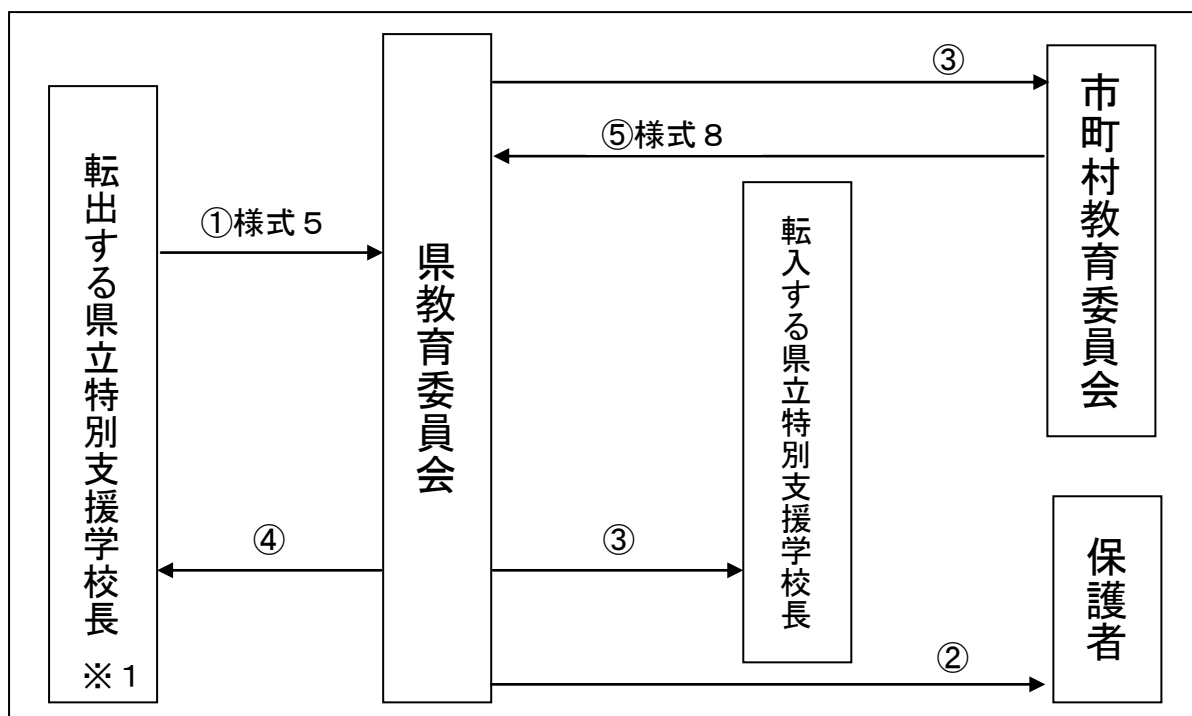 転出する県立特別支援学校長
※１
①様式５
県教育委員会
③
⑤様式８
市町村教育委員会
転入する県立特別支援学校長
④
③
②
保護者